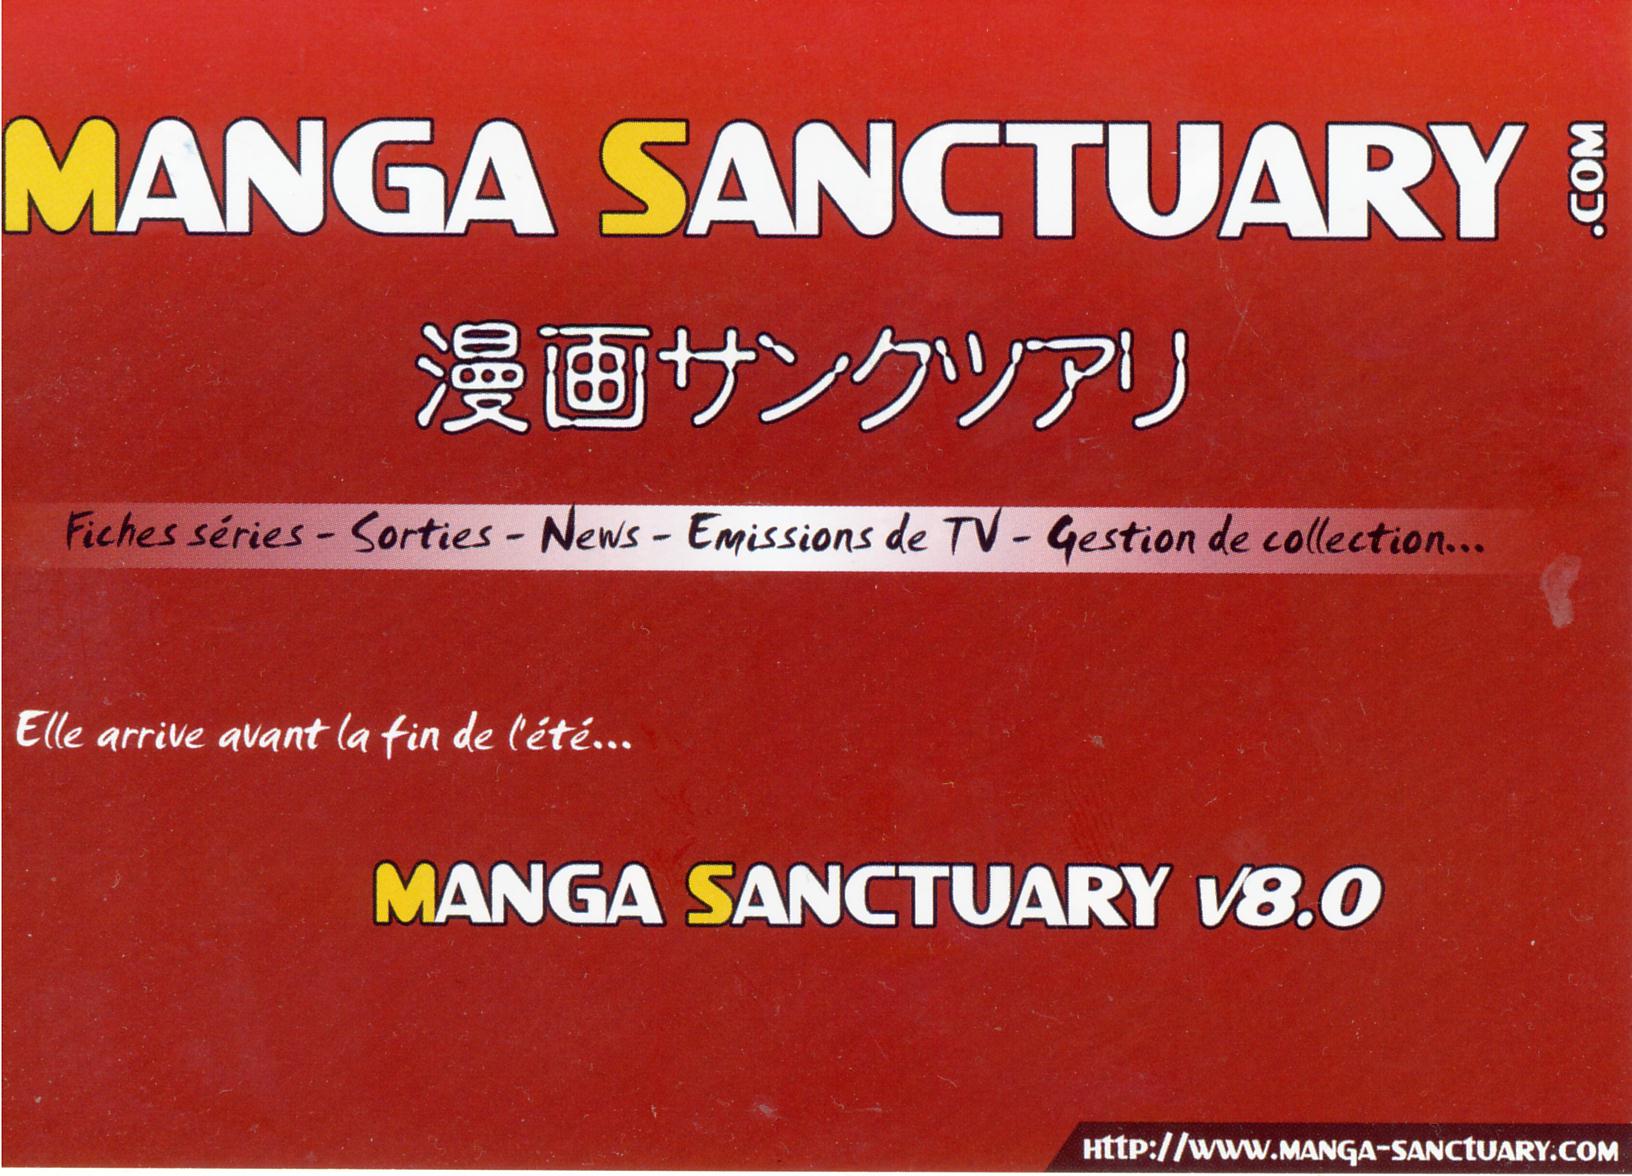 MANGA SANCTUARY .COM
漫画サンクツアリ
Fiches séries - Sorties - News - Emissions de TV - Gestion de collection...
Elle arrive avant la fin de l'été...
MANGA SANCTUARY v8.0
HTTP://WWW.MANGA-SANCTUARY.COM